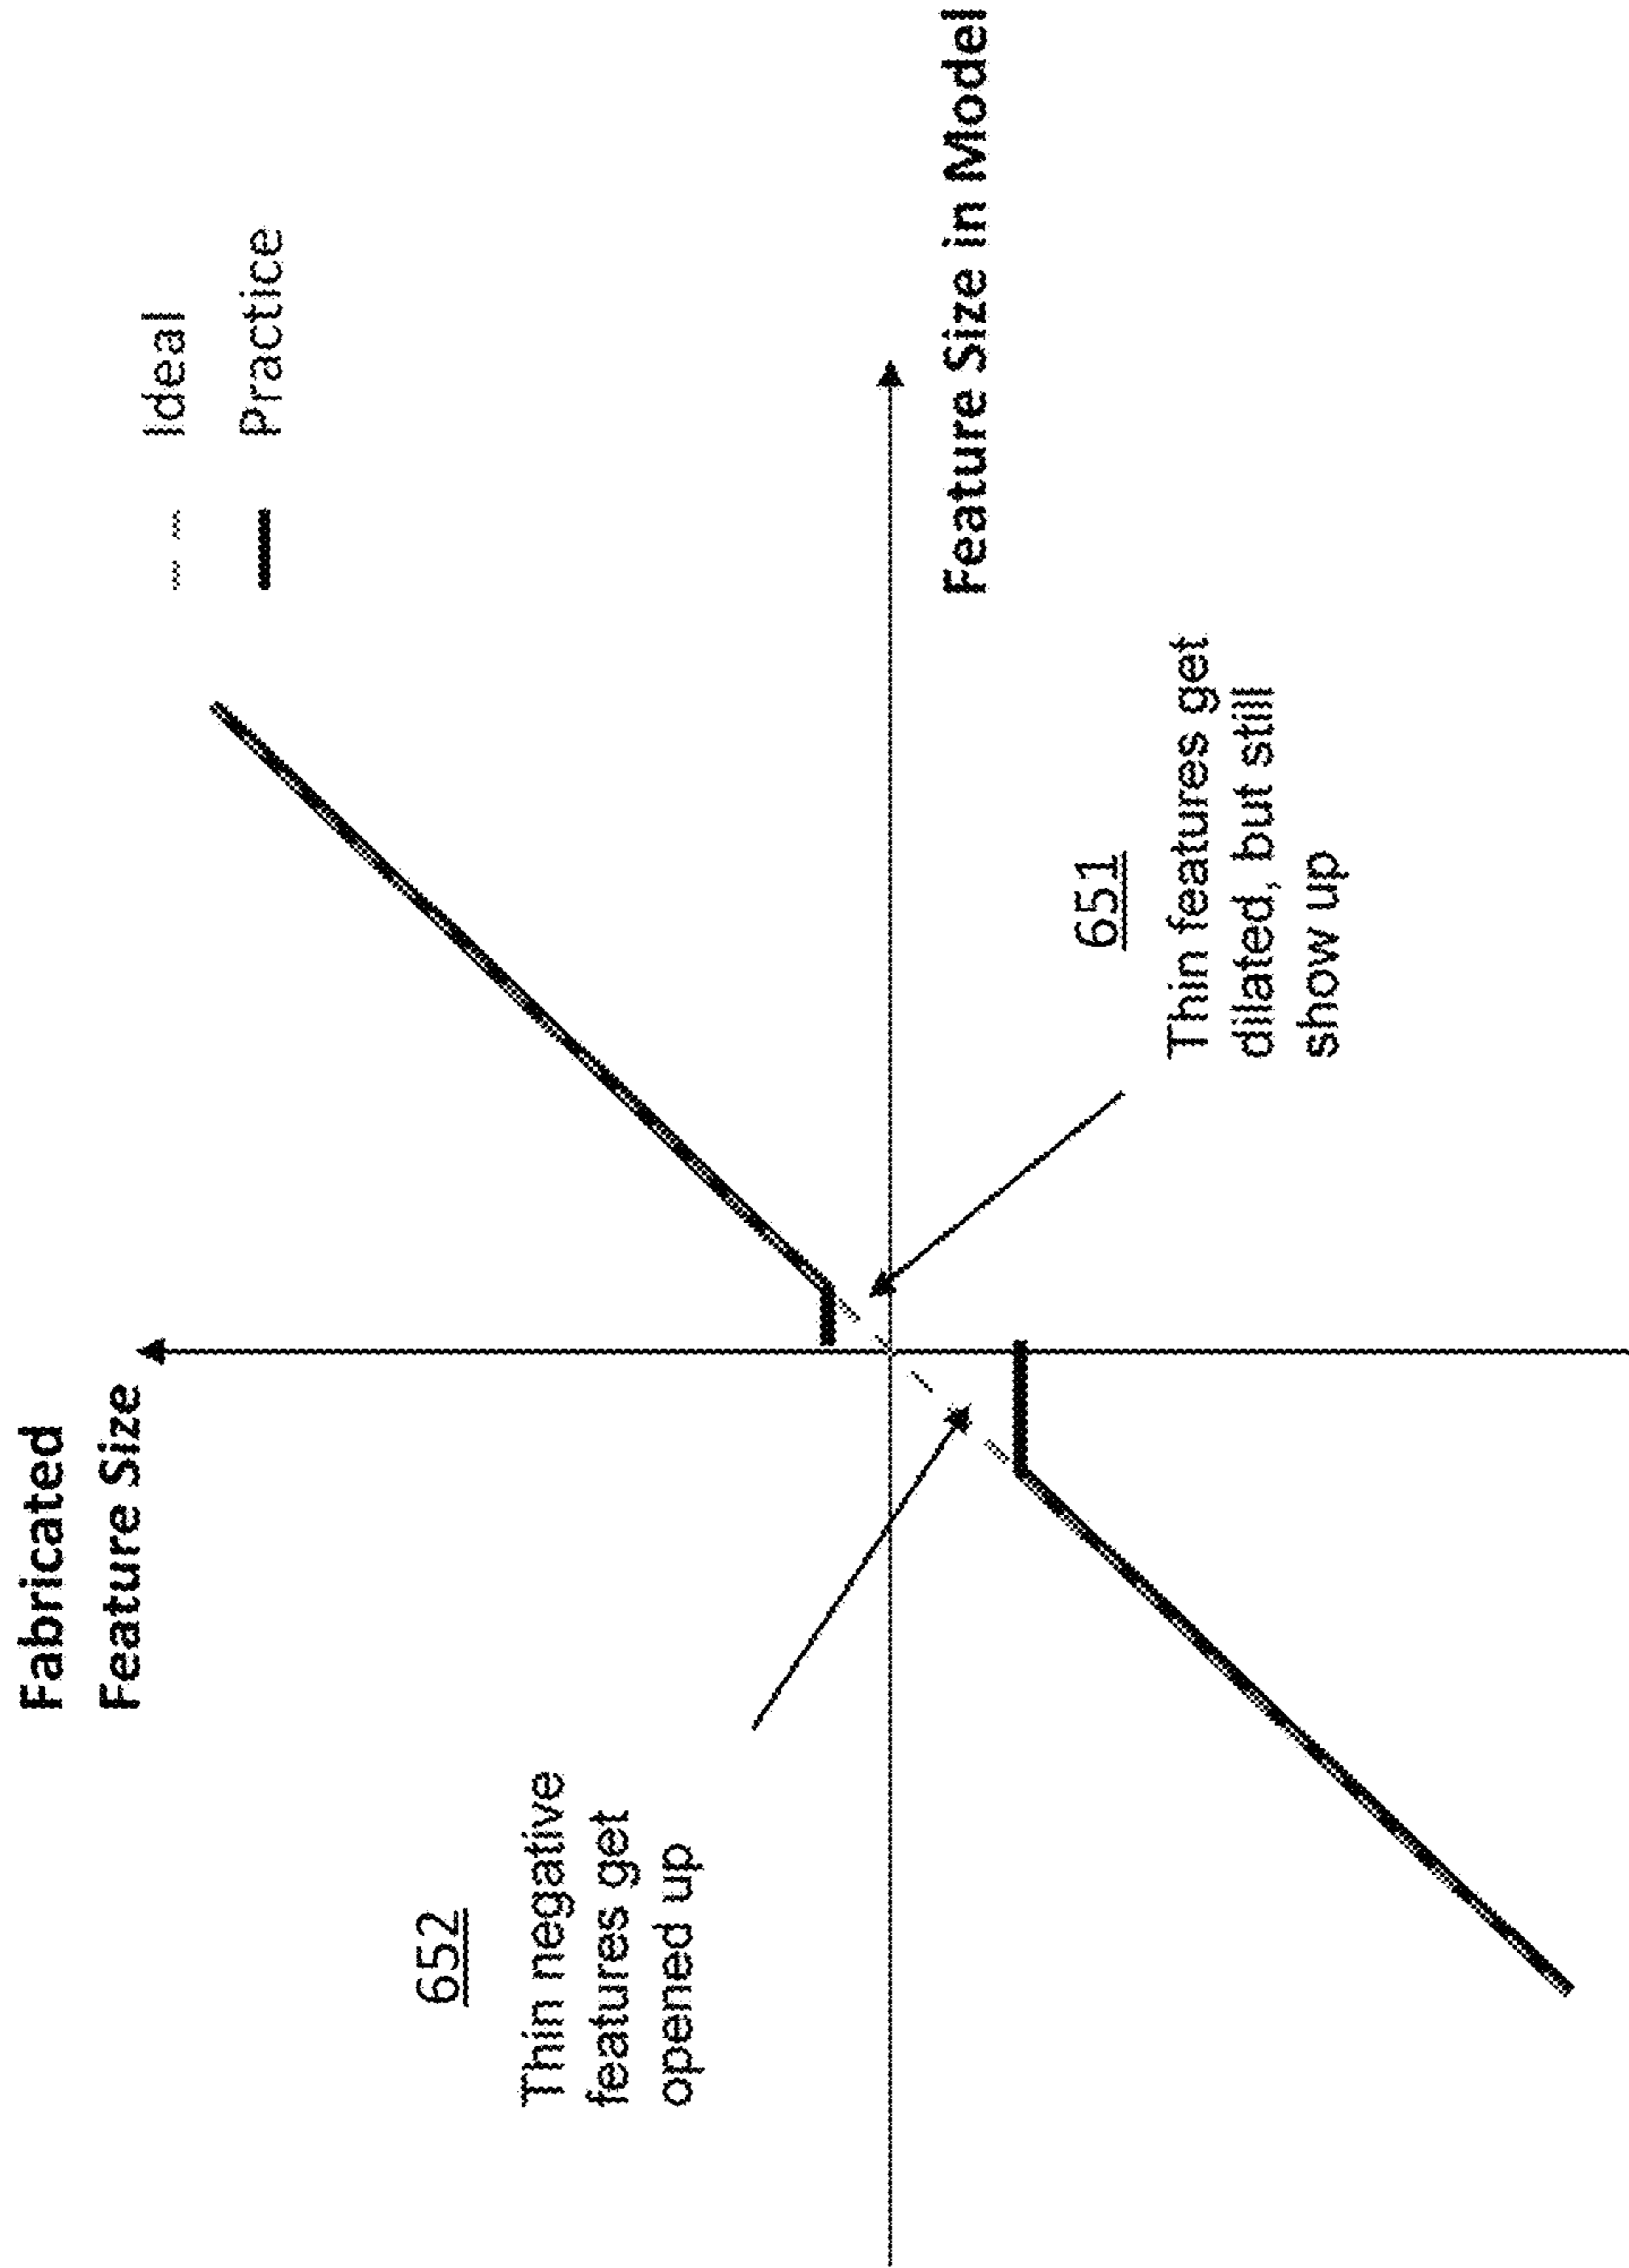 Fabricated
Feature Size
Ideal
Practice
652
Thin negative
features get
opened up
Feature Size in Model
651
Thin features get
dilated, but still
show up